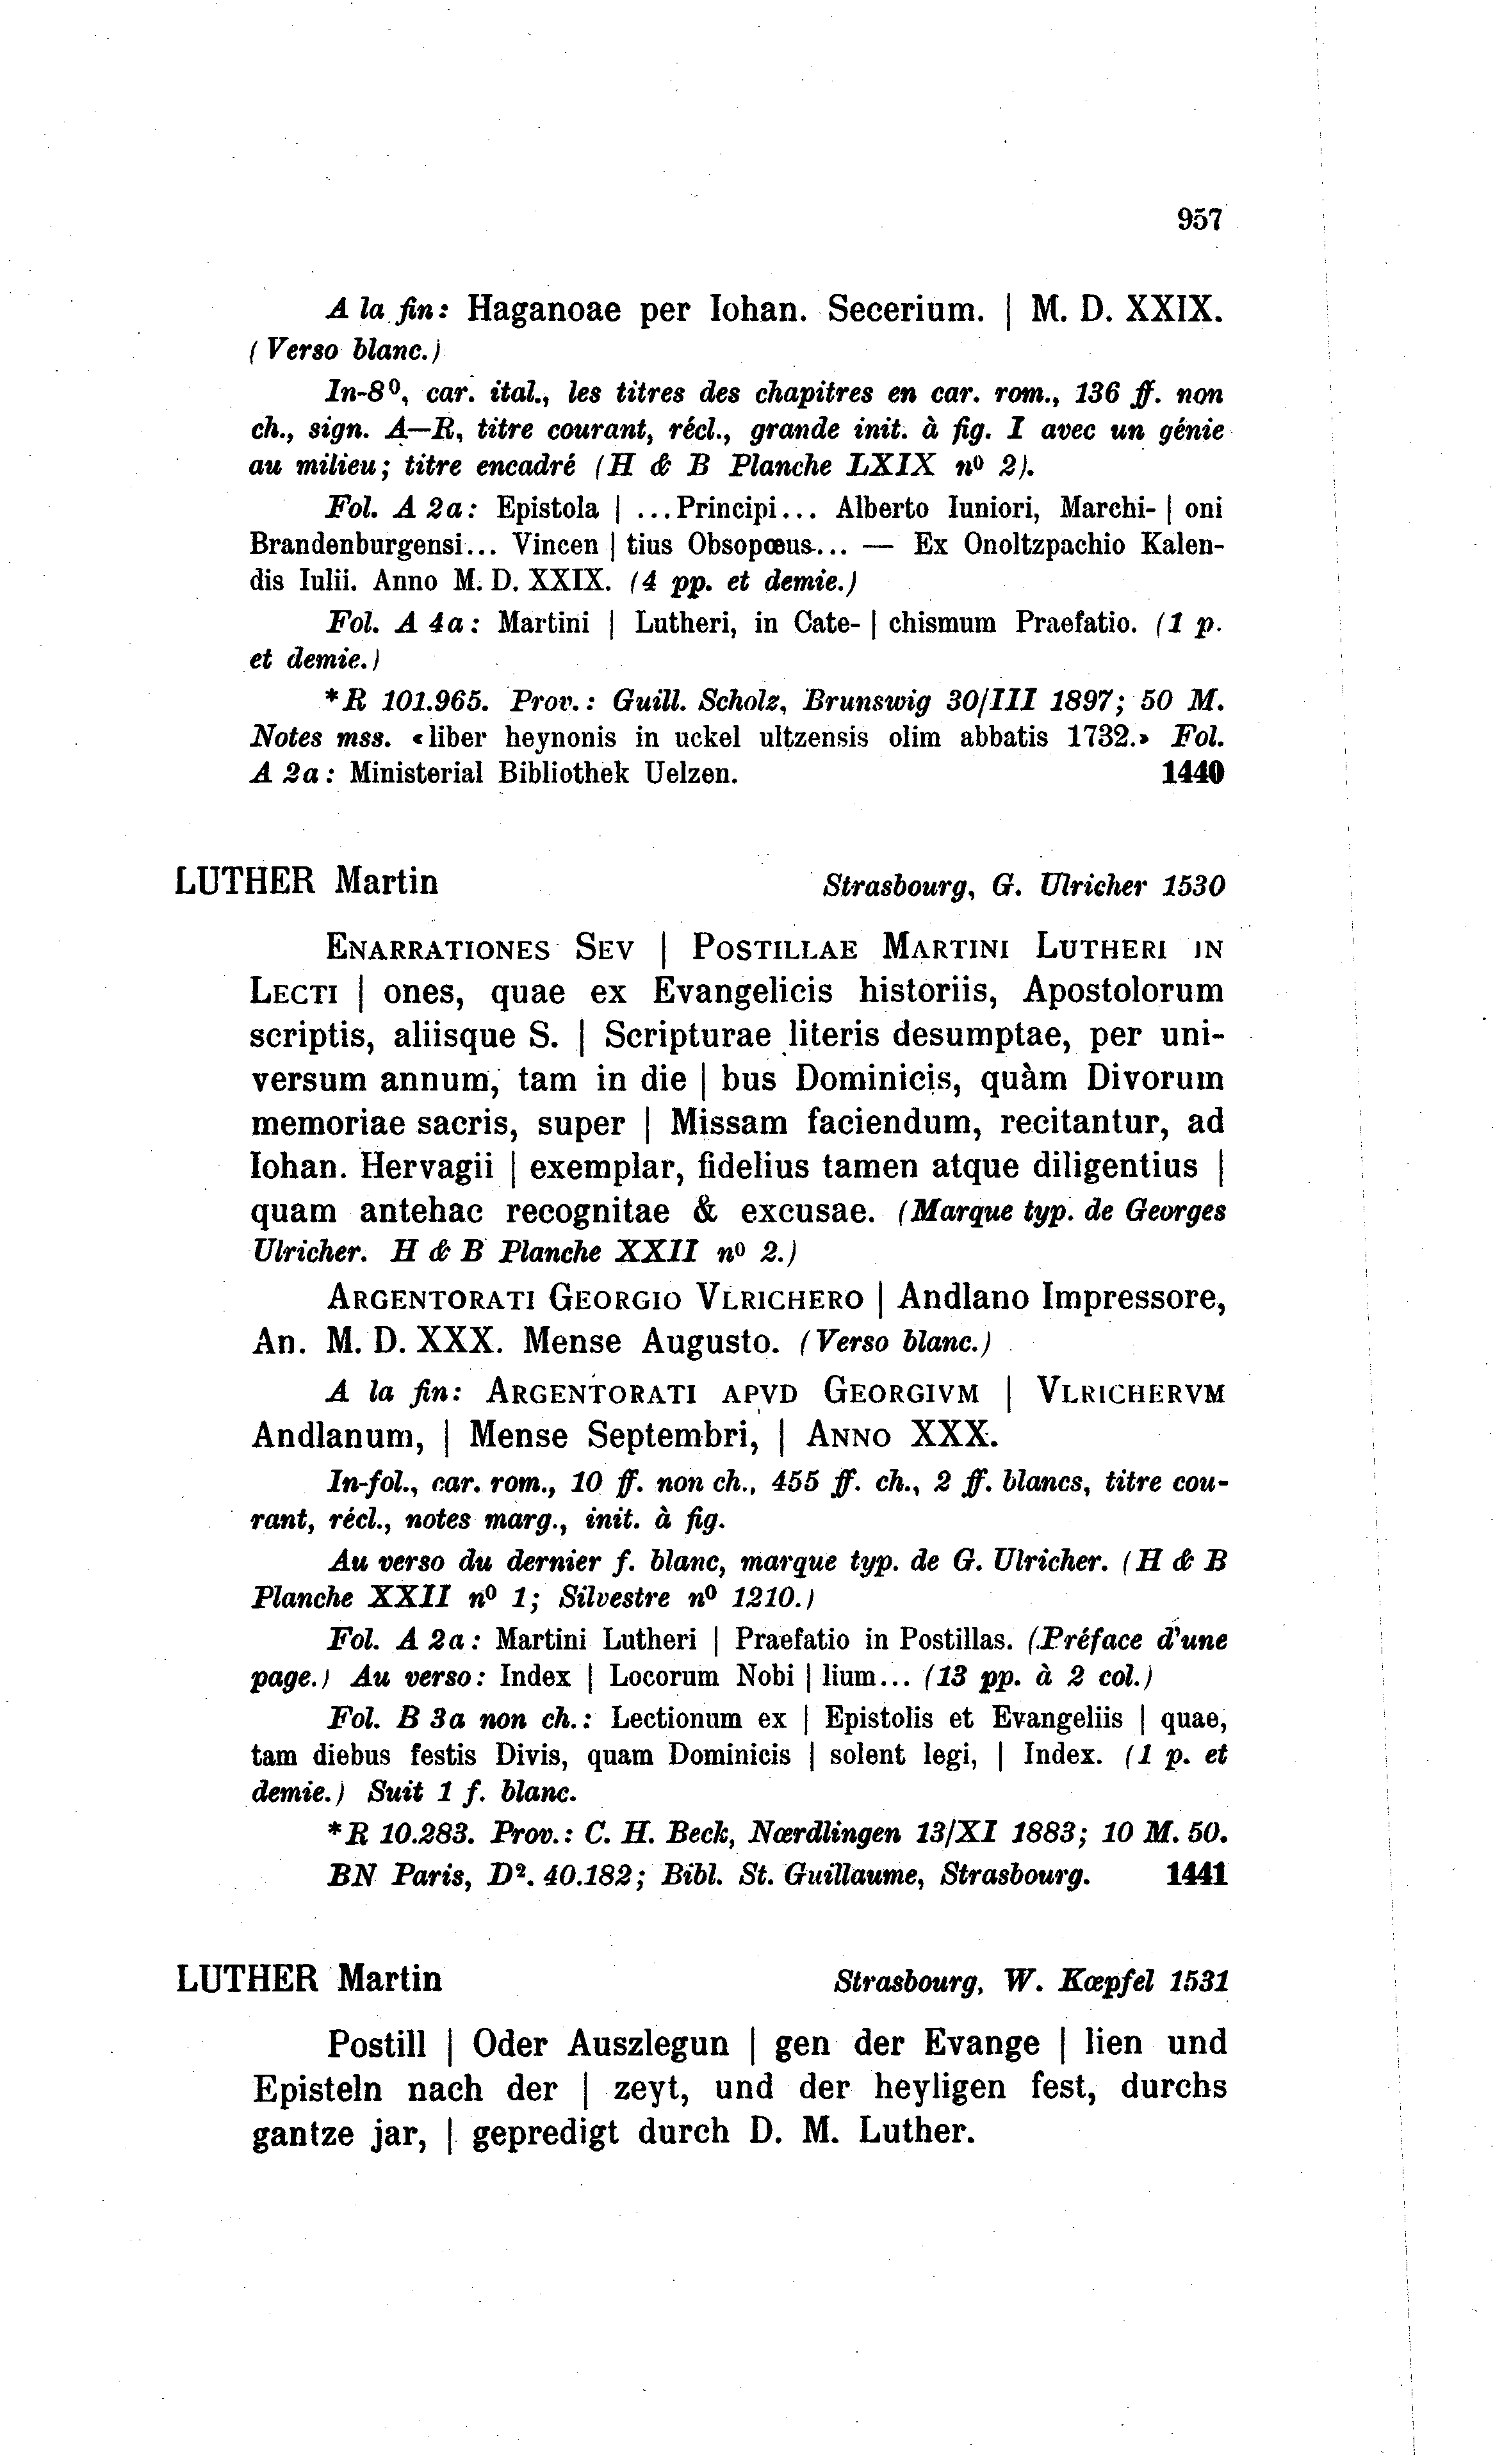 957
A la fin: Haganoae per Iohan. Secerium. | M. D. XXIX.
(Verso blanc.)
In-8⁰, car. ital., les titres des chapitres en car. rom., 136 ff. non
ch., sign. A—R, titre courant, récl., grande init. à fig. I avec un génie
au milieu; titre encadré (H & B Planche LXIX n⁰ 2).
Fol. A 2a: Epistola | ...Principi... Alberto Iuniori, Marchi- | oni
Brandenburgensi... Vincen | tius Obsopœus... — Ex Onoltzpachio Kalen-
dis Iulii. Anno M. D. XXIX. (4 pp. et demie.)
Fol. A 4a: Martini | Lutheri, in Cate- | chismum Praefatio. (1 p.
et demie.)
*R 101.965. Prov.: Guill. Scholz, Brunswig 30/III 1897; 50 M.
Notes mss. «liber heynonis in uckel ultzensis olim abbatis 1732.» Fol.
A 2a: Ministerial Bibliothek Uelzen. 1440
LUTHER Martin Strasbourg, G. Ulricher 1530
ENARRATIONES SEV | POSTILLAE MARTINI LUTHERI IN
LECTI | ones, quae ex Evangelicis historiis, Apostolorum
scriptis, aliisque S. | Scripturae literis desumptae, per uni-
versum annum, tam in die | bus Dominicis, quàm Divorum
memoriae sacris, super | Missam faciendum, recitantur, ad
Iohan. Hervagii | exemplar, fidelius tamen atque diligentius |
quam antehac recognitae & excusae. (Marque typ. de Georges
Ulricher. H & B Planche XXII n⁰ 2.)
ARGENTORATI GEORGIO VLRICHERO | Andlano Impressore,
An. M. D. XXX. Mense Augusto. (Verso blanc.)
A la fin: ARGENTORATI APVD GEORGIVM | VLRICHERVM
Andlanum, | Mense Septembri, | ANNO XXX.
In-fol., car. rom., 10 ff. non ch., 455 ff. ch., 2 ff. blancs, titre cou-
rant, récl., notes marg., init. à fig.
Au verso du dernier f. blanc, marque typ. de G. Ulricher. (H & B
Planche XXII n⁰ 1; Silvestre n⁰ 1210.)
Fol. A 2a: Martini Lutheri | Praefatio in Postillas. (Préface d'une
page.) Au verso: Index | Locorum Nobi | lium... (13 pp. à 2 col.)
Fol. B 3a non ch.: Lectionum ex | Epistolis et Evangeliis | quae,
tam diebus festis Divis, quam Dominicis | solent legi, | Index. (1 p. et
demie.) Suit 1 f. blanc.
*R 10.283. Prov.: C. H. Beck, Nœrdlingen 13/XI 1883; 10 M. 50.
BN Paris, D². 40.182; Bibl. St. Guillaume, Strasbourg. 1441
LUTHER Martin Strasbourg, W. Kœpfel 1531
Postill | Oder Auszlegun | gen der Evange | lien und
Episteln nach der | zeyt, und der heyligen fest, durchs
gantze jar, | gepredigt durch D. M. Luther.